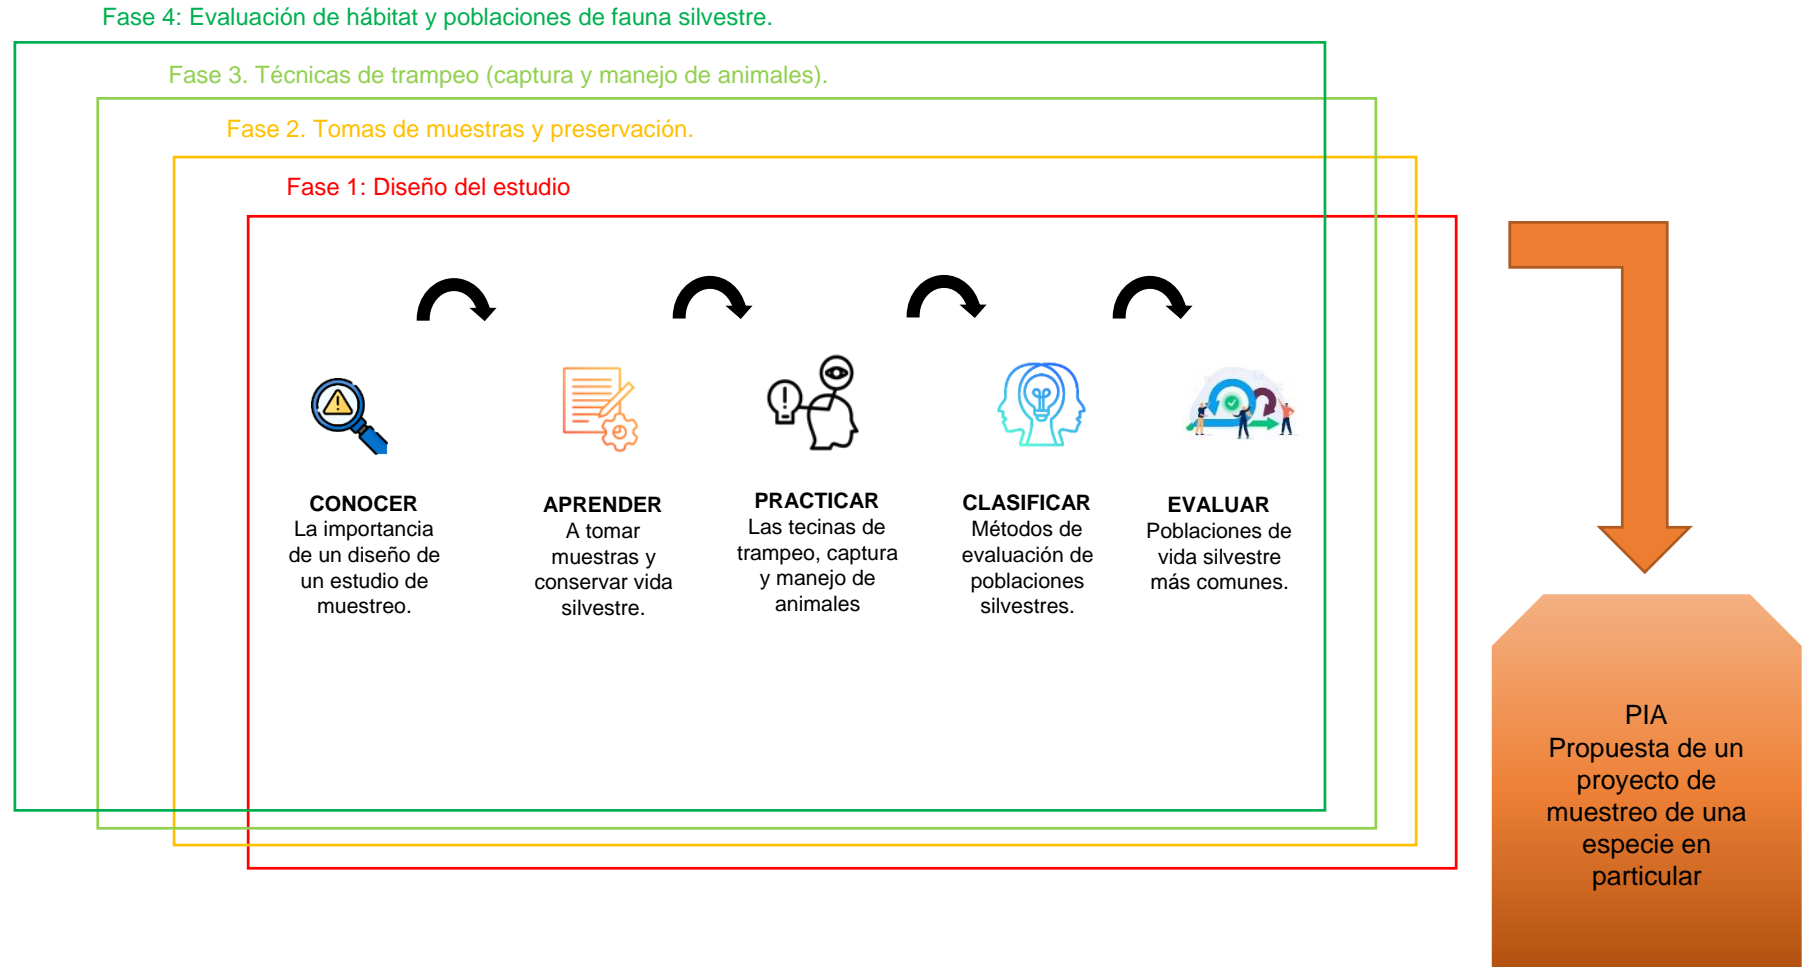 Fase 4: Evaluación de hábitat y poblaciones de fauna silvestre.
Fase 3. Técnicas de trampeo (captura y manejo de animales).
Fase 2. Tomas de muestras y preservación.
Fase 1: Diseño del estudio
CONOCER
La importancia
de un diseño de
un estudio de
muestreo.
APRENDER
A tomar
muestras y
conservar vida
silvestre.
PRACTICAR
Las tecinas de
trampeo, captura
y manejo de
animales
CLASIFICAR
Métodos de
evaluación de
poblaciones
silvestres.
EVALUAR
Poblaciones de
vida silvestre
más comunes.
PIA
Propuesta de un
proyecto de
muestreo de una
especie en
particular